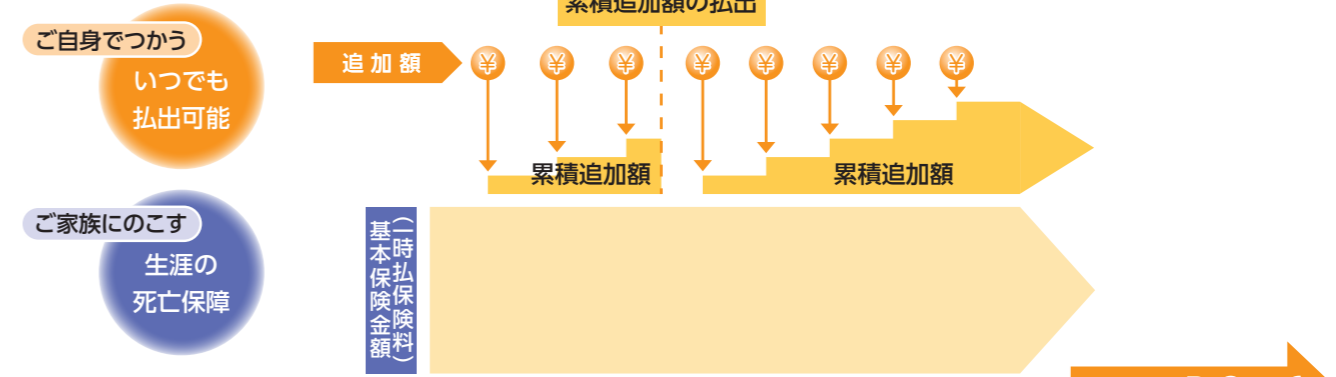 累積追加額の払出
ご自身でつかう
いつでも
払出可能
追加額
¥ ¥ ¥ ¥ ¥ ¥ ¥ ¥
累積追加額
累積追加額
ご家族にのこす
生涯の
死亡保障
基本保険金額
(一時払保険料)